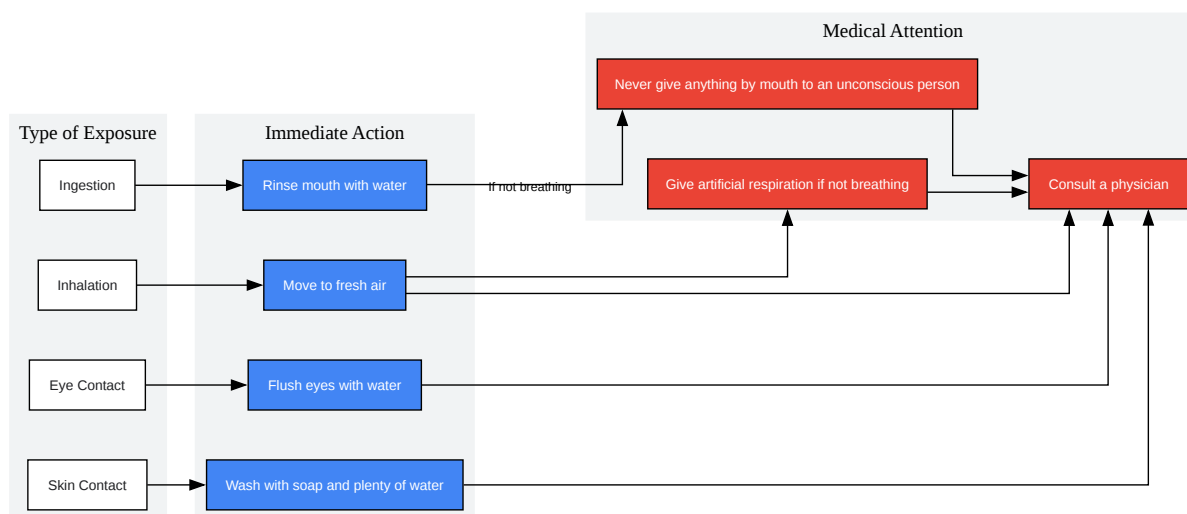 Medical Attention
Never give anything by mouth to an unconscious person
Type of Exposure
Immediate Action
Ingestion
Rinse mouth with water
If not breathing
Give artificial respiration if not breathing
Consult a physician
Inhalation
Move to fresh air
Eye Contact
Flush eyes with water
Skin Contact
Wash with soap and plenty of water